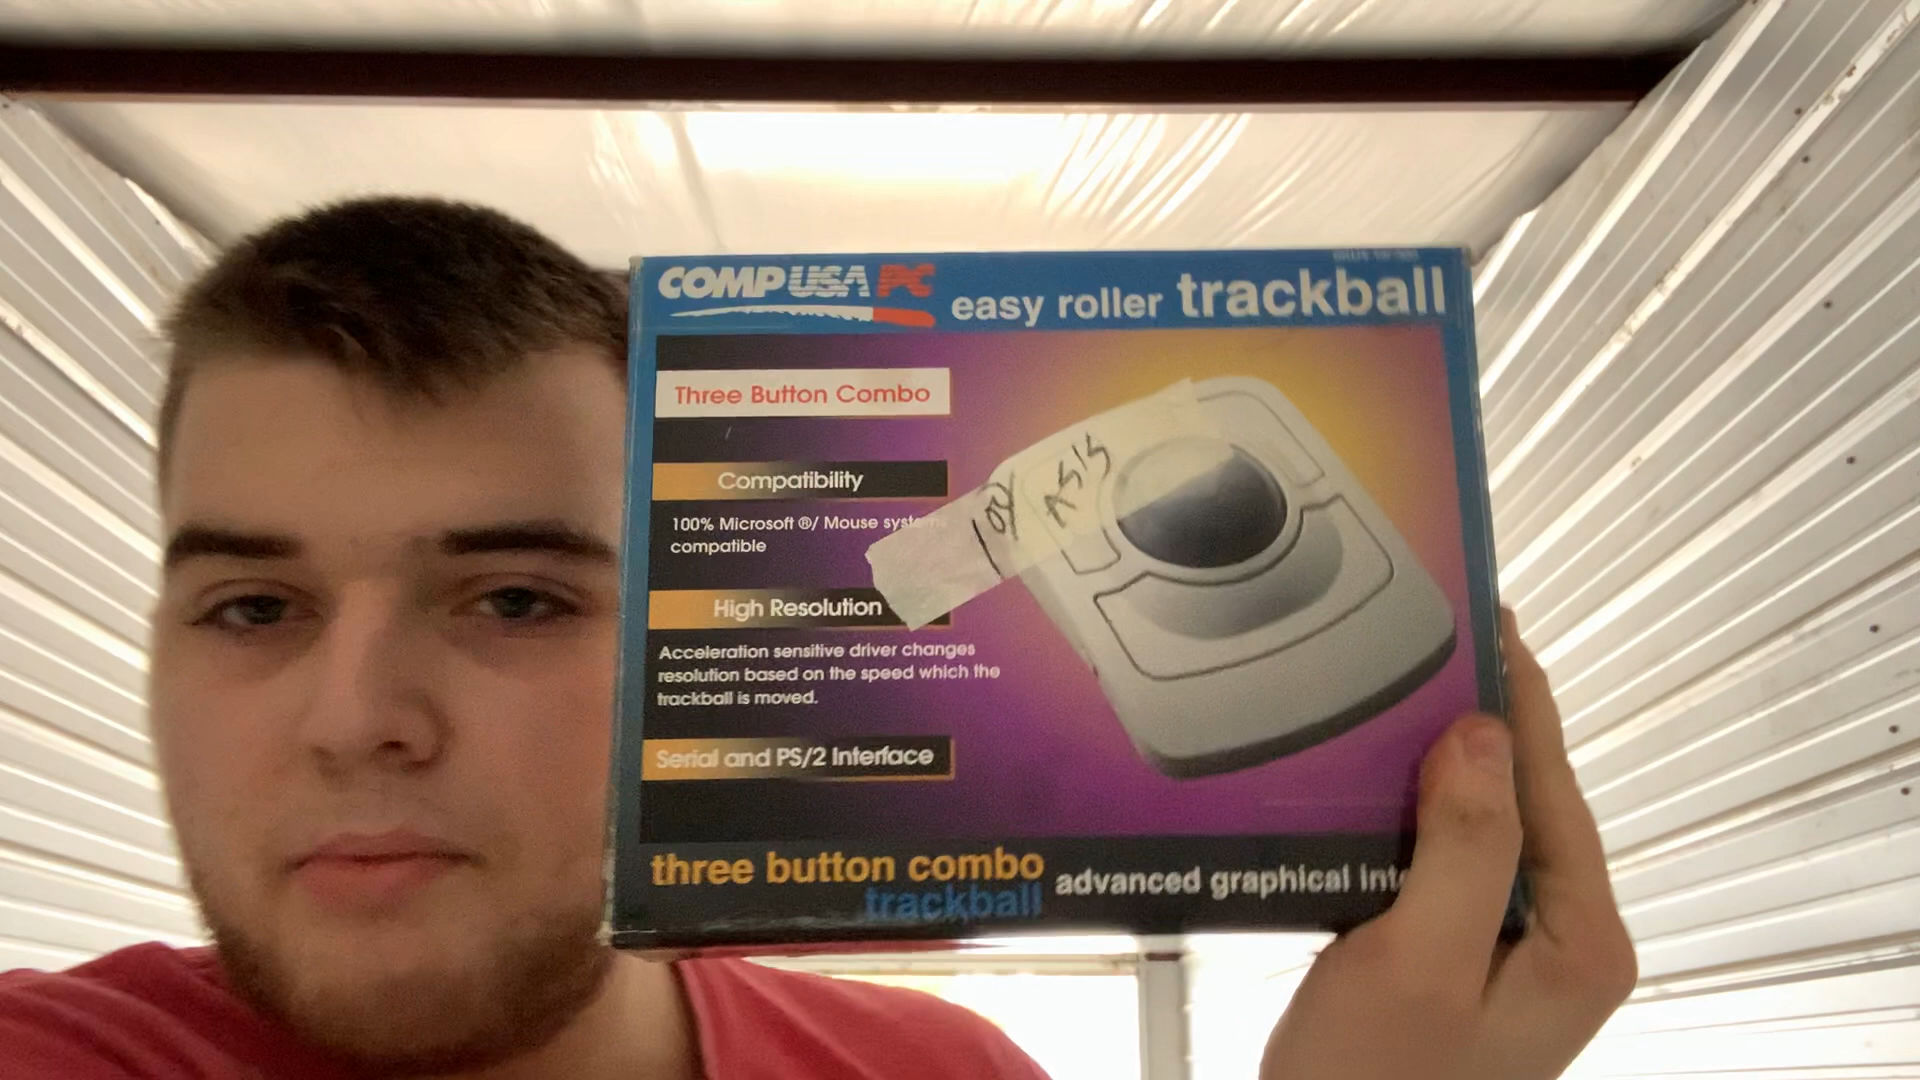 COMPUSA PC
easy roller trackball
Three Button Combo
Compatibility
100% Microsoft ®/ Mouse systems
compatible
High Resolution
Acceleration sensitive driver changes
resolution based on the speed which the
trackball is moved.
Serial and PS/2 Interface
ASIS
three button combo
trackball
advanced graphical